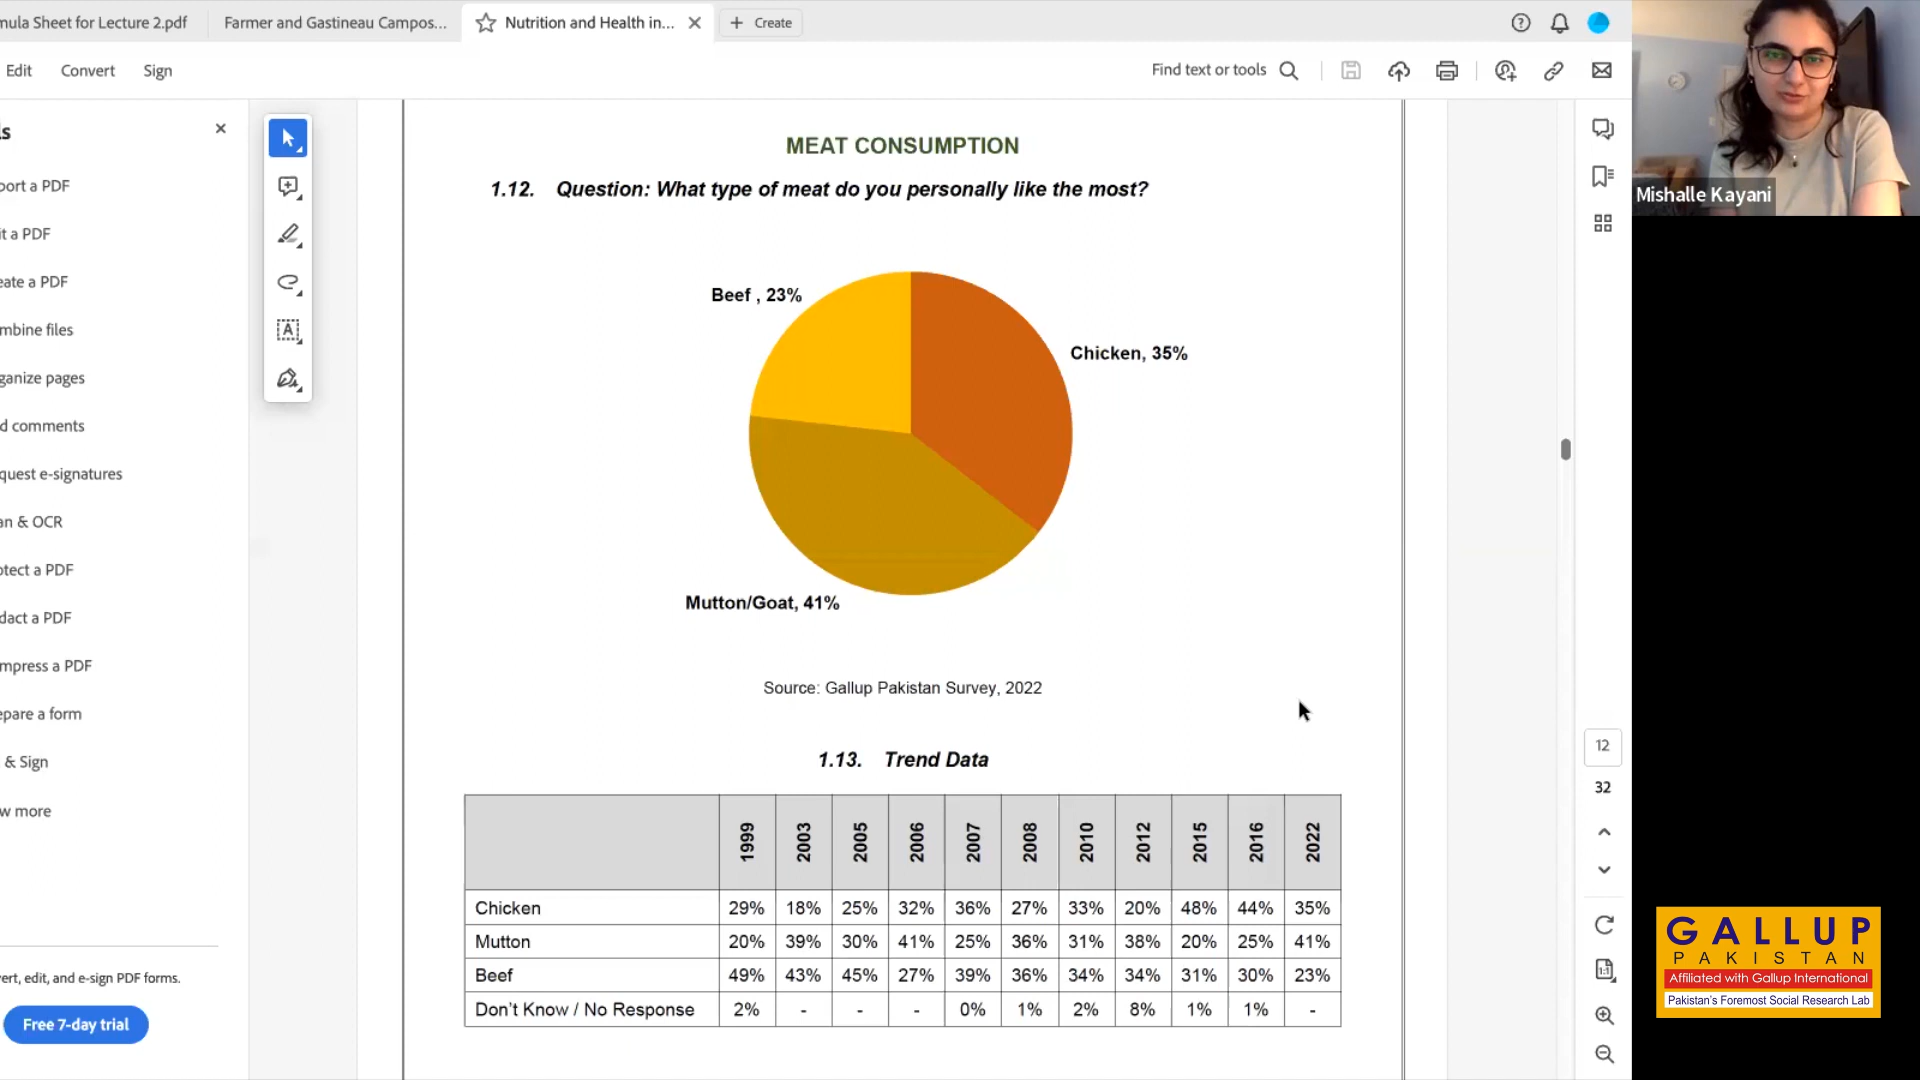 mula Sheet for Lecture 2.pdf
Farmer and Gastineau Campos...
Nutrition and Health in...
Create
Edit
Convert
Sign
Find text or tools
ls
port a PDF
it a PDF
eate a PDF
mbine files
ganize pages
d comments
quest e-signatures
an & OCR
otect a PDF
dact a PDF
mpress a PDF
epare a form
& Sign
w more
vert, edit, and e-sign PDF forms.
Free 7-day trial
MEAT CONSUMPTION
1.12. Question: What type of meat do you personally like the most?
Beef , 23%
Chicken, 35%
Mutton/Goat, 41%
Source: Gallup Pakistan Survey, 2022
1.13. Trend Data
1999 2003 2005 2006 2007 2008 2010 2012 2015 2016 2022
Chicken 29% 18% 25% 32% 36% 27% 33% 20% 48% 44% 35%
Mutton 20% 39% 30% 41% 25% 36% 31% 38% 20% 25% 41%
Beef 49% 43% 45% 27% 39% 36% 34% 34% 31% 30% 23%
Don't Know / No Response 2% - - - 0% 1% 2% 8% 1% 1% -
12
32
1:1
Mishalle Kayani
GALLUP
PAKISTAN
Affiliated with Gallup International
Pakistan's Foremost Social Research Lab